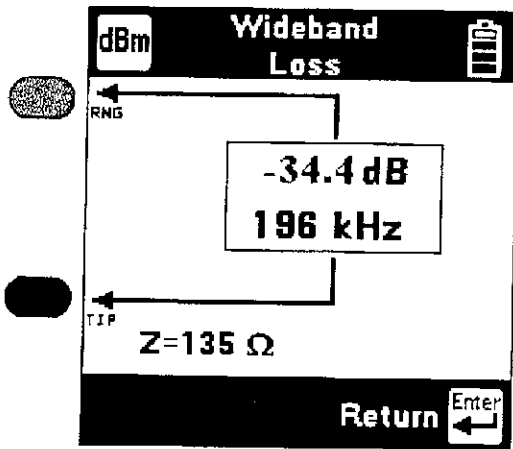 dBm
Wideband
Loss
RNG
-34.4 dB
196 kHz
TIP
Z=135 Ω
Return
Enter